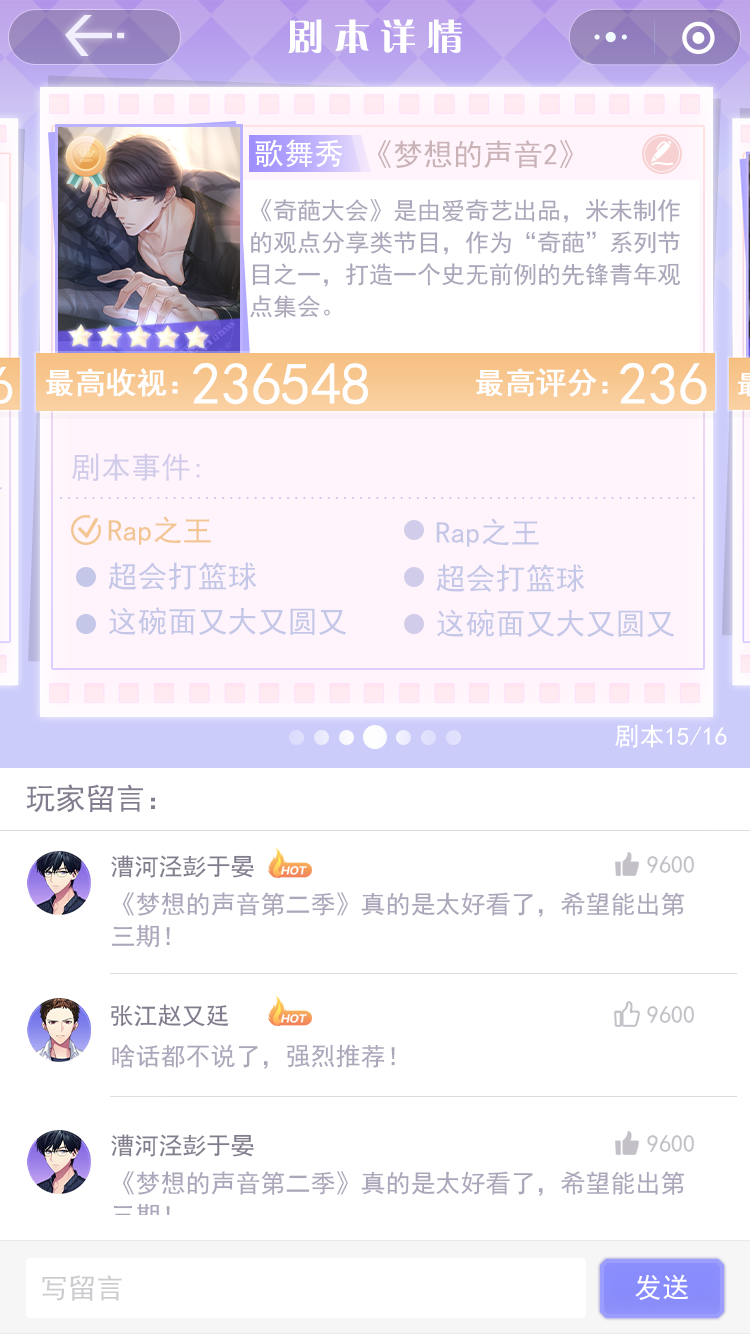 剧本详情
歌舞秀 《梦想的声音2》
《奇葩大会》是由爱奇艺出品，米未制作
的观点分享类节目，作为“奇葩”系列节
目之一，打造一个史无前例的先锋青年观
点集会。
6 最高收视：236548 最高评分：236
剧本事件：
Rap之王 Rap之王
超会打篮球 超会打篮球
这碗面又大又圆又 这碗面又大又圆又
剧本15/16
玩家留言：
漕河泾彭于晏 HOT 9600
《梦想的声音第二季》真的是太好看了，希望能出第
三期！
张江赵又廷 HOT 9600
啥话都不说了，强烈推荐！
漕河泾彭于晏 9600
《梦想的声音第二季》真的是太好看了，希望能出第
三期！
写留言 发送